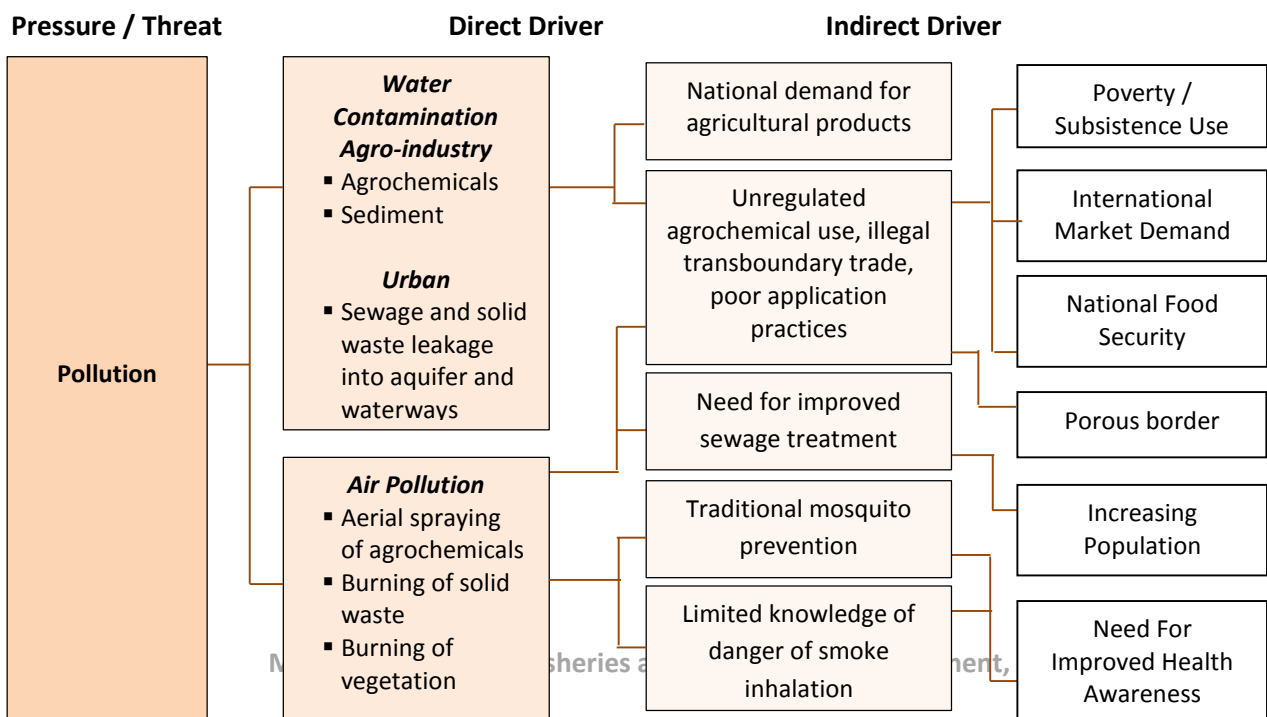 Pressure / Threat
Direct Driver
Indirect Driver
Pollution
Water
Contamination
Agro-industry
▪ Agrochemicals
▪ Sediment
Urban
▪ Sewage and solid
waste leakage
into aquifer and
waterways
Air Pollution
▪ Aerial spraying
of agrochemicals
▪ Burning of solid
waste
▪ Burning of
vegetation
National demand for
agricultural products
Unregulated
agrochemical use, illegal
transboundary trade,
poor application
practices
Need for improved
sewage treatment
Traditional mosquito
prevention
Limited knowledge of
danger of smoke
inhalation
Poverty /
Subsistence Use
International
Market Demand
National Food
Security
Porous border
Increasing
Population
Need For
Improved Health
Awareness